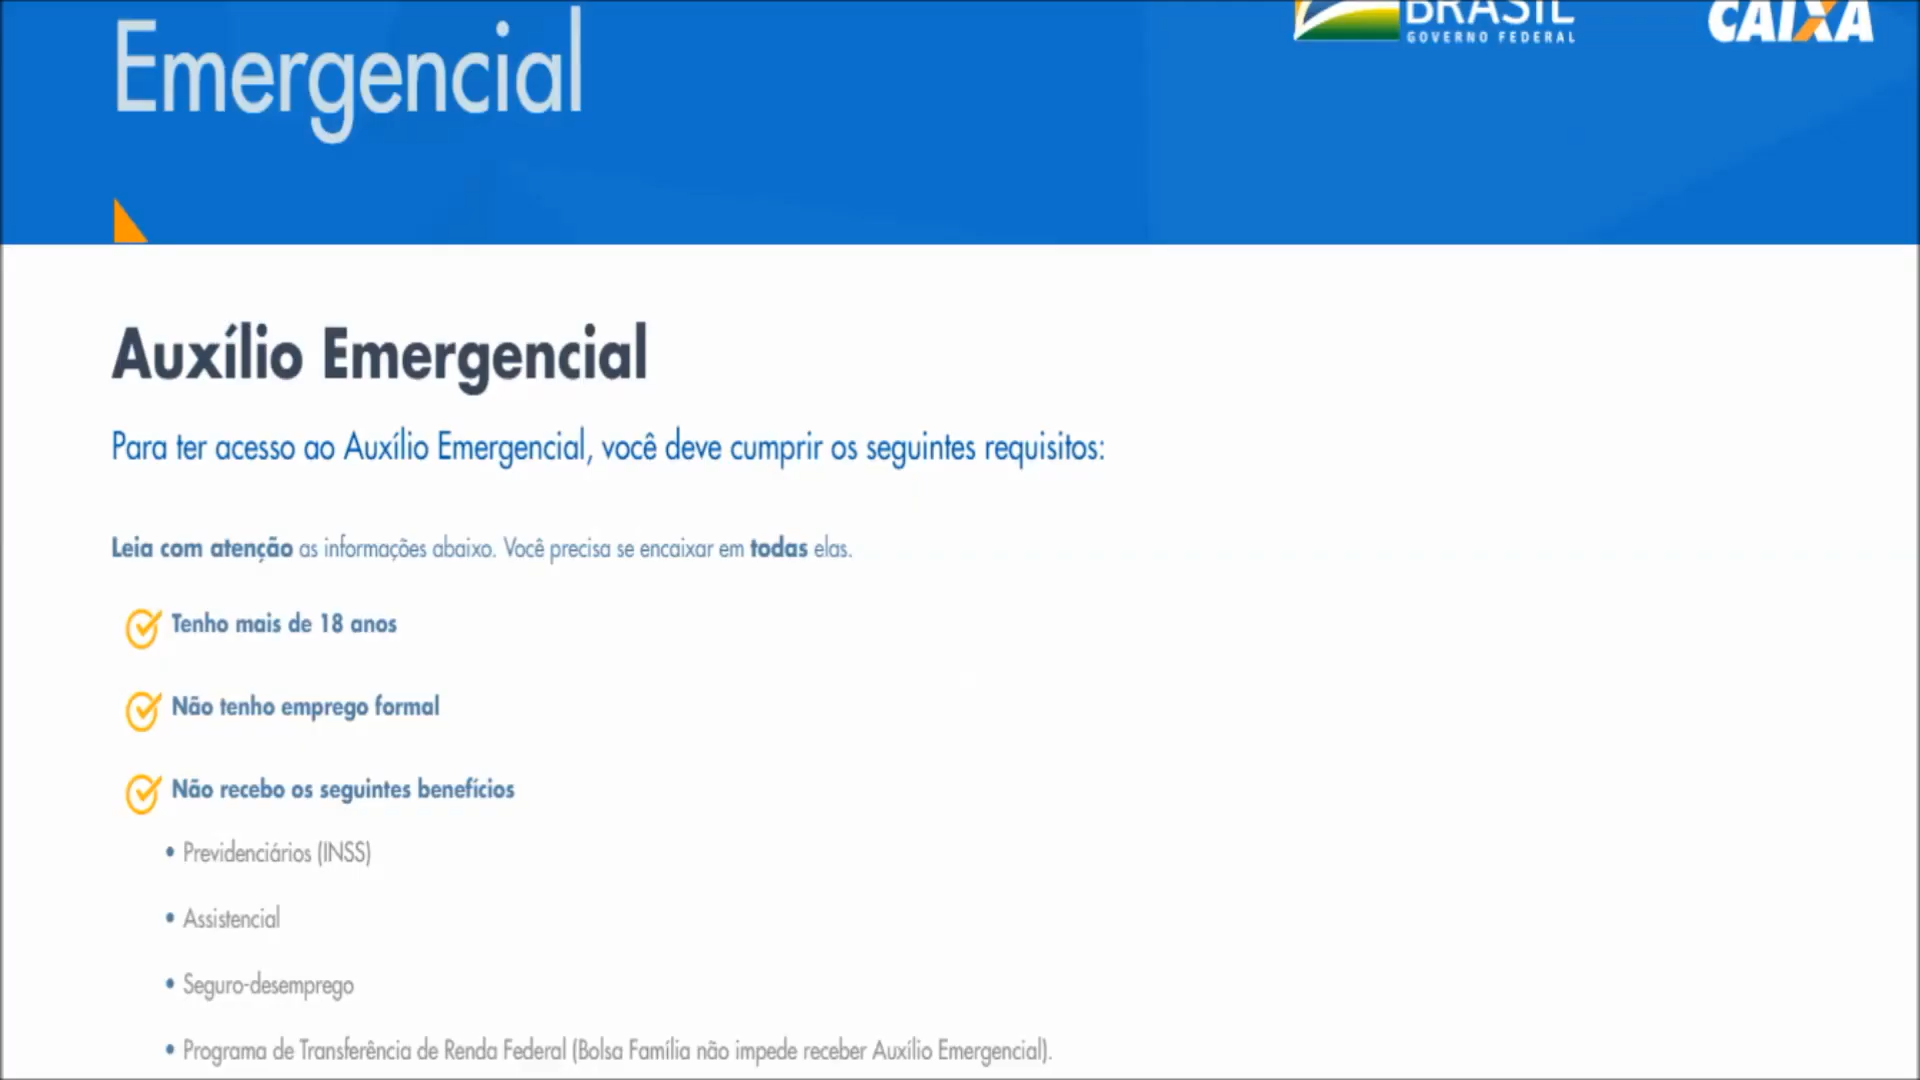 Emergencial
BRASIL
GOVERNO FEDERAL
CAIXA
Auxílio Emergencial
Para ter acesso ao Auxílio Emergencial, você deve cumprir os seguintes requisitos:
Leia com atenção as informações abaixo. Você precisa se encaixar em todas elas.
Tenho mais de 18 anos
Não tenho emprego formal
Não recebo os seguintes benefícios
• Previdenciários (INSS)
• Assistencial
• Seguro-desemprego
• Programa de Transferência de Renda Federal (Bolsa Família não impede receber Auxílio Emergencial).